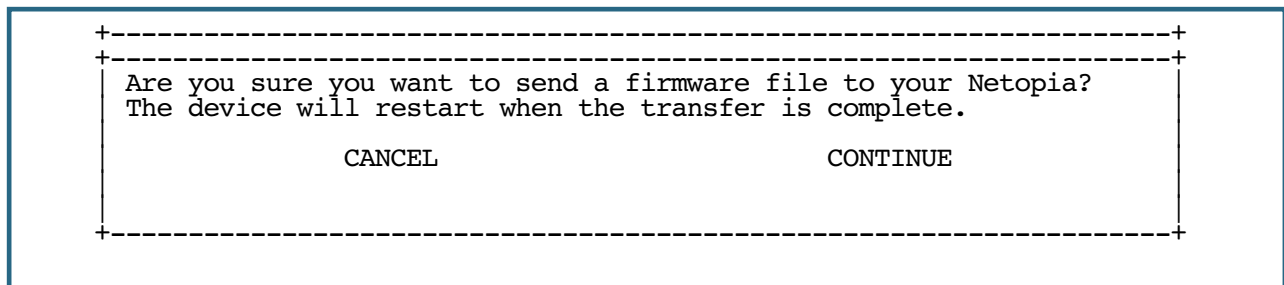 +--------------------------------------------------------------------+
+--------------------------------------------------------------------+
Are you sure you want to send a firmware file to your Netopia?
The device will restart when the transfer is complete.
CANCEL CONTINUE
+--------------------------------------------------------------------+